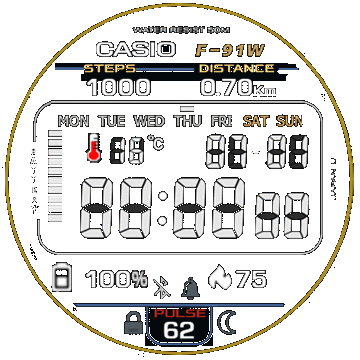 WATER RESIST 50M
CASIO F-91W
STEPS DISTANCE
1000 0.70Km
MON TUE WED THU FRI SAT SUN
°C
100% 75
PULSE
62